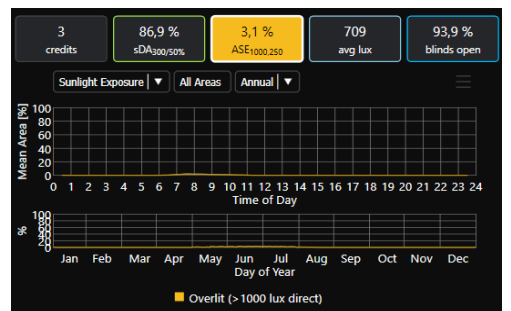 3
credits
86,9 %
sDA300/50%
3,1 %
ASE1000,250
709
avg lux
93,9 %
blinds open
Sunlight Exposure ▼
All Areas
Annual ▼
Mean Area [%]
100
80
60
40
20
0
0 1 2 3 4 5 6 7 8 9 10 11 12 13 14 15 16 17 18 19 20 21 22 23 24
Time of Day
%
100
80
60
40
20
0
Jan Feb Mar Apr May Jun Jul Aug Sep Oct Nov Dec
Day of Year
Overlit (>1000 lux direct)